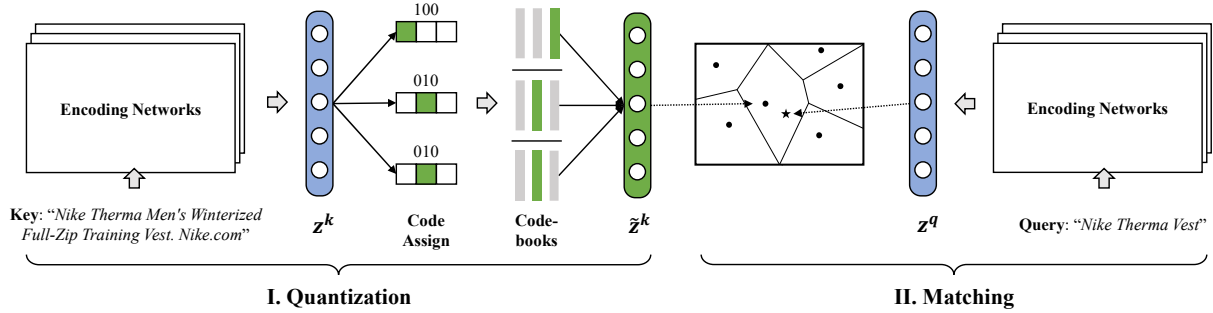 100
010
010
Encoding Networks
Key: “Nike Therma Men's Winterized
Full-Zip Training Vest. Nike.com”
z^k
Code
Assign
Code-
books
z̃^k
I. Quantization
Encoding Networks
z^q
Query: “Nike Therma Vest”
II. Matching